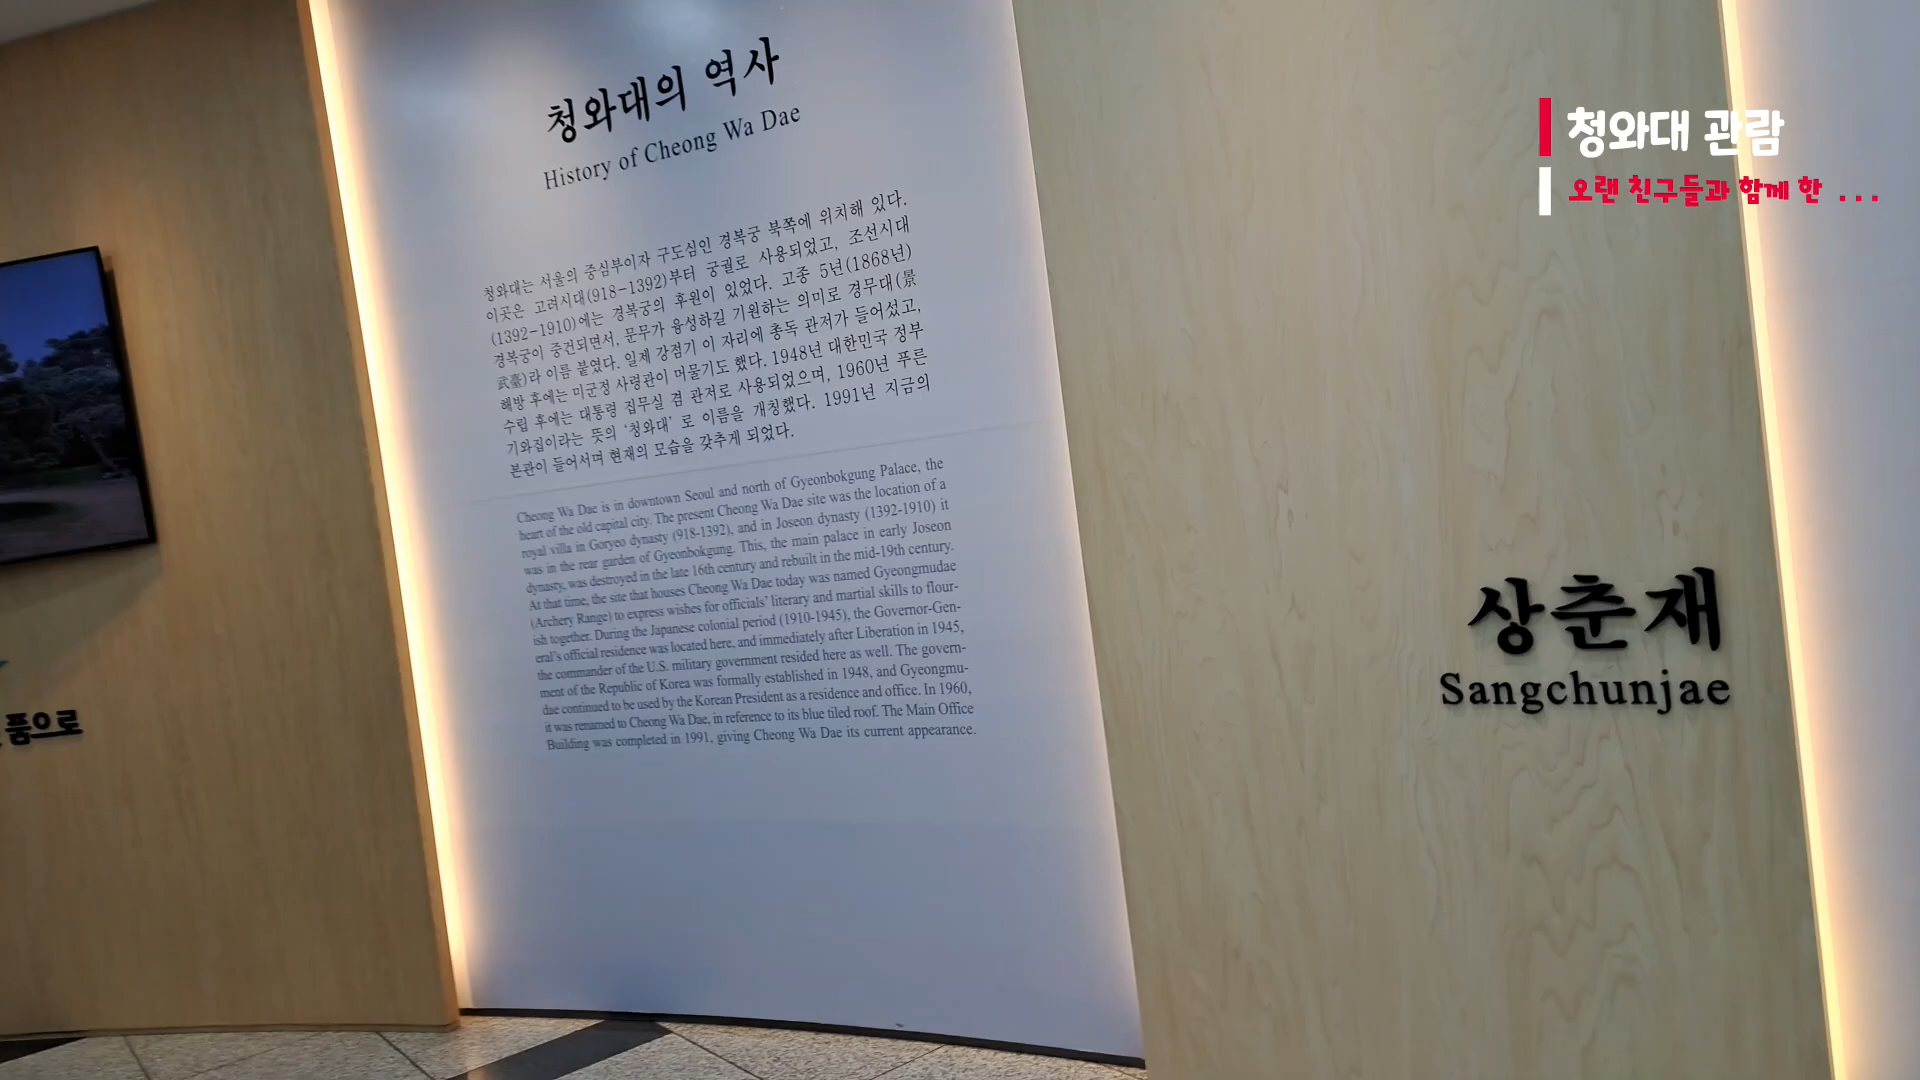 청와대의 역사
History of Cheong Wa Dae
청와대는 서울의 중심부이자 구도심인 경복궁 북쪽에 위치해 있다.
이곳은 고려시대(918-1392)부터 궁궐로 사용되었고, 조선시대
(1392-1910)에는 경복궁의 후원이 있었다. 고종 5년(1868년)
경복궁이 중건되면서, 문무가 융성하길 기원하는 의미로 경무대(景
武臺)라 이름 붙였다. 일제 강점기 이 자리에 총독 관저가 들어섰고,
해방 후에는 미군정 사령관이 머물기도 했다. 1948년 대한민국 정부
수립 후에는 대통령 집무실 겸 관저로 사용되었으며, 1960년 푸른
기와집이라는 뜻의 ‘청와대’ 로 이름을 개칭했다. 1991년 지금의
본관이 들어서며 현재의 모습을 갖추게 되었다.
Cheong Wa Dae is in downtown Seoul and north of Gyeonbokgung Palace, the
heart of the old capital city. The present Cheong Wa Dae site was the location of a
royal villa in Goryeo dynasty (918-1392), and in Joseon dynasty (1392-1910) it
was in the rear garden of Gyeonbokgung. This, the main palace in early Joseon
dynasty, was destroyed in the late 16th century and rebuilt in the mid-19th century.
At that time, the site that houses Cheong Wa Dae today was named Gyeongmudae
(Archery Range) to express wishes for officials’ literary and martial skills to flour-
ish together. During the Japanese colonial period (1910-1945), the Governor-Gen-
eral’s official residence was located here, and immediately after Liberation in 1945,
the commander of the U.S. military government resided here as well. The govern-
ment of the Republic of Korea was formally established in 1948, and Gyeongmu-
dae continued to be used by the Korean President as a residence and office. In 1960,
it was renamed to Cheong Wa Dae, in reference to its blue tiled roof. The Main Office
Building was completed in 1991, giving Cheong Wa Dae its current appearance.
품으로
상춘재
Sangchunjae
청와대 관람
오랜 친구들과 함께 한 ...